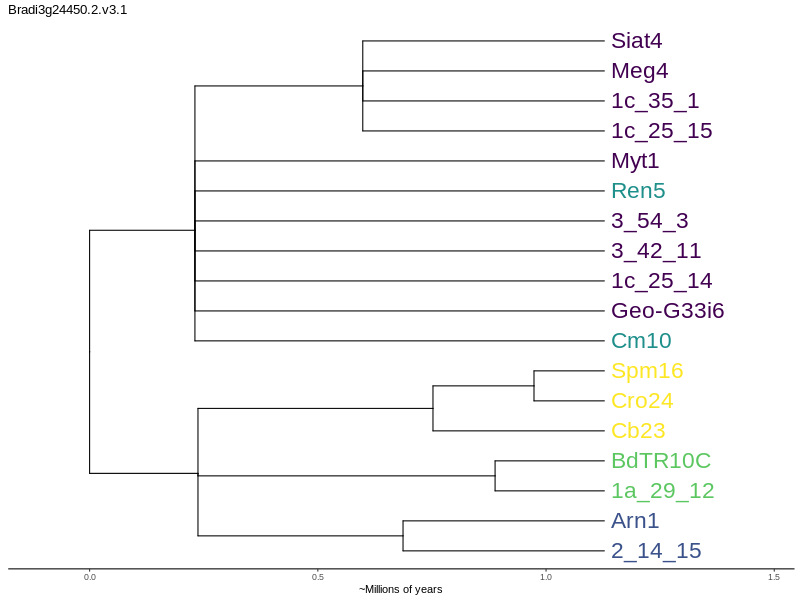 Bradi3g24450.2.v3.1
Siat4
Meg4
1c_35_1
1c_25_15
Myt1
Ren5
3_54_3
3_42_11
1c_25_14
Geo-G33i6
Cm10
Spm16
Cro24
Cb23
BdTR10C
1a_29_12
Arn1
2_14_15
0.0 0.5 1.0 1.5
~Millions of years